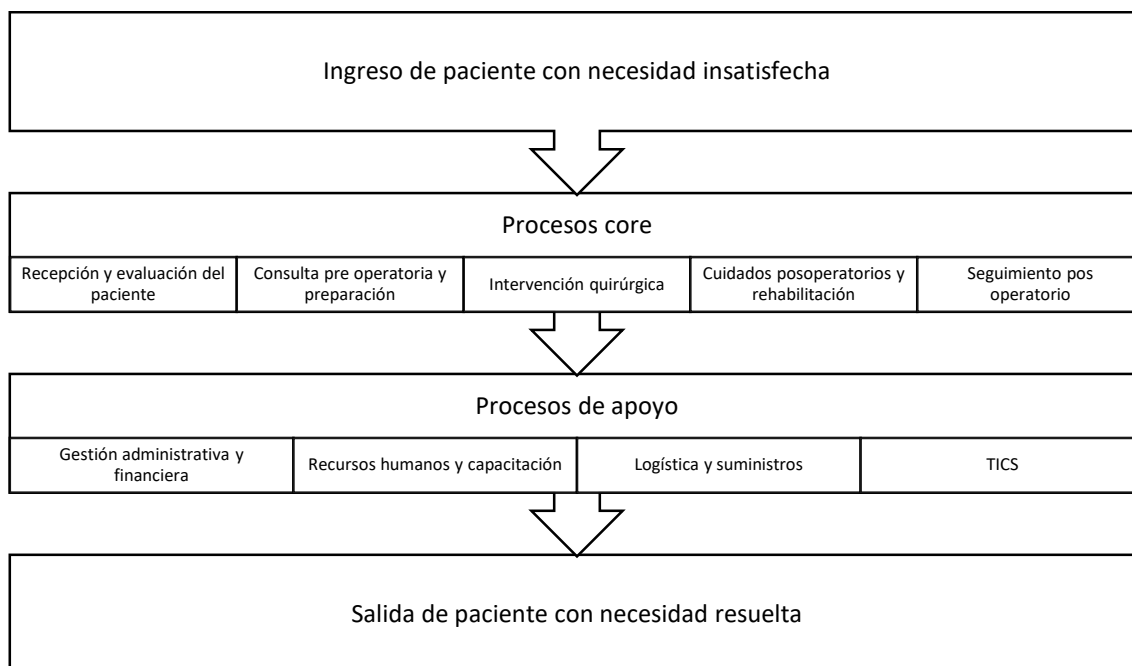 Ingreso de paciente con necesidad insatisfecha
Procesos core
Recepción y evaluación del
paciente
Consulta pre operatoria y
preparación
Intervención quirúrgica
Cuidados posoperatorios y
rehabilitación
Seguimiento pos
operatorio
Procesos de apoyo
Gestión administrativa y
financiera
Recursos humanos y capacitación
Logística y suministros
TICS
Salida de paciente con necesidad resuelta